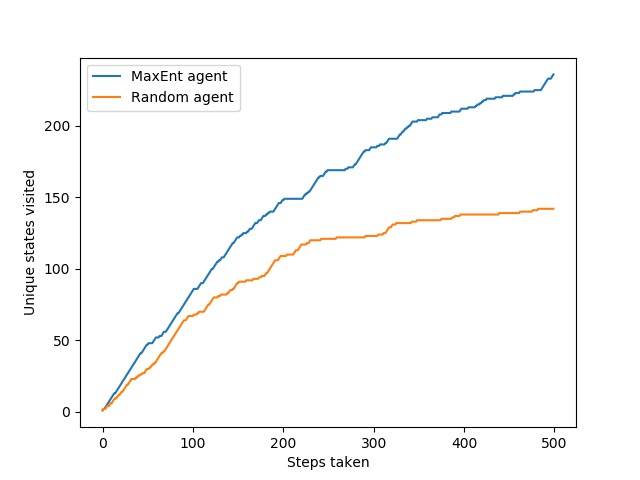 MaxEnt agent
Random agent
Unique states visited
200
150
100
50
0
0 100 200 300 400 500
Steps taken